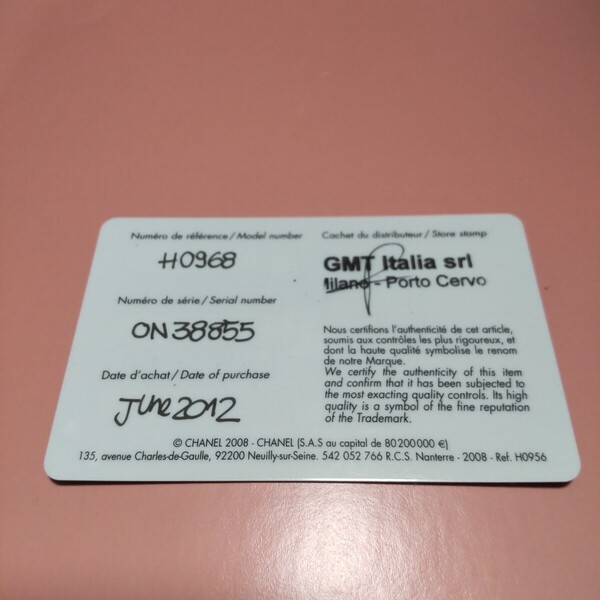 Numéro de référence / Model number
H0968
Numéro de série / Serial number
ON38855
Date d'achat / Date of purchase
June 2012
Cachet du distributeur / Store stamp
GMT Italia srl
Milano - Porto Cervo
Nous certifions l'authenticité de cet article,
soumis aux contrôles les plus rigoureux, et
dont la haute qualité symbolise le renom
de notre Marque.
We certify the authenticity of this item
and confirm that it has been subjected to
the most exacting quality controls. Its high
quality is a symbol of the fine reputation
of the Trademark.
© CHANEL 2008 - CHANEL (S.A.S au capital de 80 200 000 €)
135, avenue Charles-de-Gaulle, 92200 Neuilly-sur-Seine. 542 052 766 R.C.S. Nanterre - 2008 - Ref. H0956